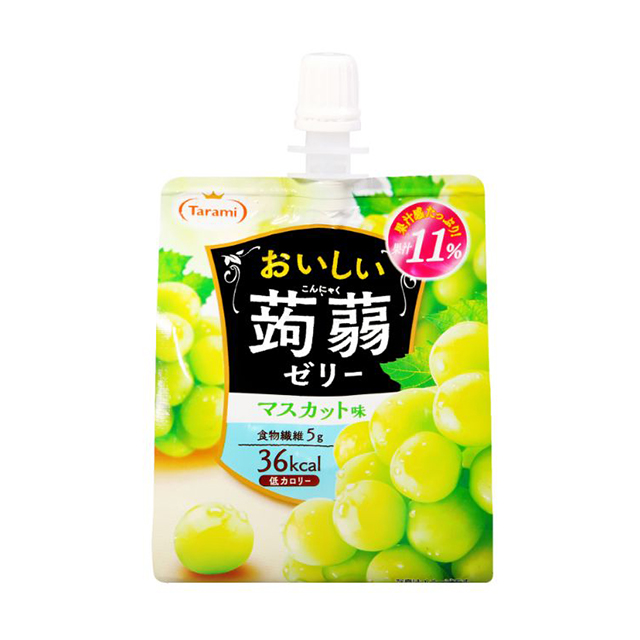 Tarami
果汁感たっぷり!
果汁11%
おいしい
こんにゃく
蒟蒻
ゼリー
マスカット味
食物繊維5g
36kcal
低カロリー